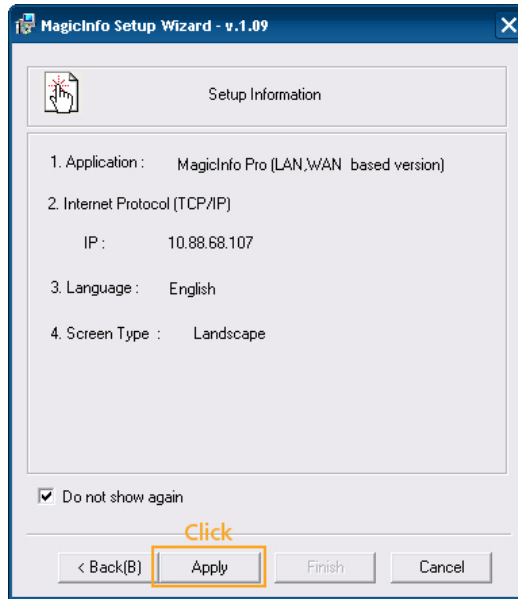 MagicInfo Setup Wizard - v.1.09
Setup Information
1. Application : MagicInfo Pro (LAN,WAN based version)
2. Internet Protocol (TCP/IP)
IP : 10.88.68.107
3. Language : English
4. Screen Type : Landscape
Do not show again
Click
< Back(B) Apply Finish Cancel